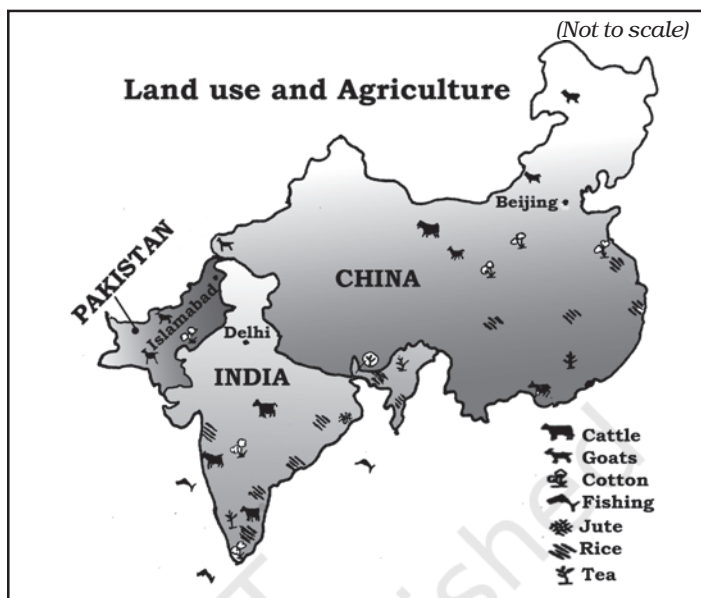 (Not to scale)
Land use and Agriculture
Beijing
PAKISTAN
Islamabad
CHINA
Delhi
INDIA
Cattle
Goats
Cotton
Fishing
Jute
Rice
Tea